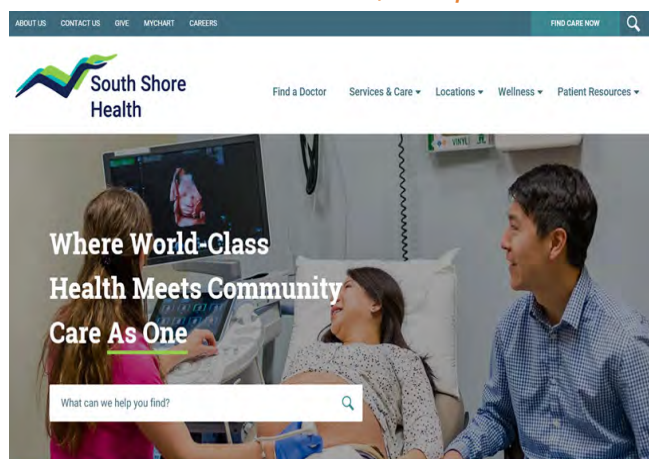 ABOUT US CONTACT US GIVE MYCHART CAREERS FIND CARE NOW
South Shore
Health
Find a Doctor Services & Care Locations Wellness Patient Resources
VINYL
Where World-Class
Health Meets Community
Care As One
What can we help you find?